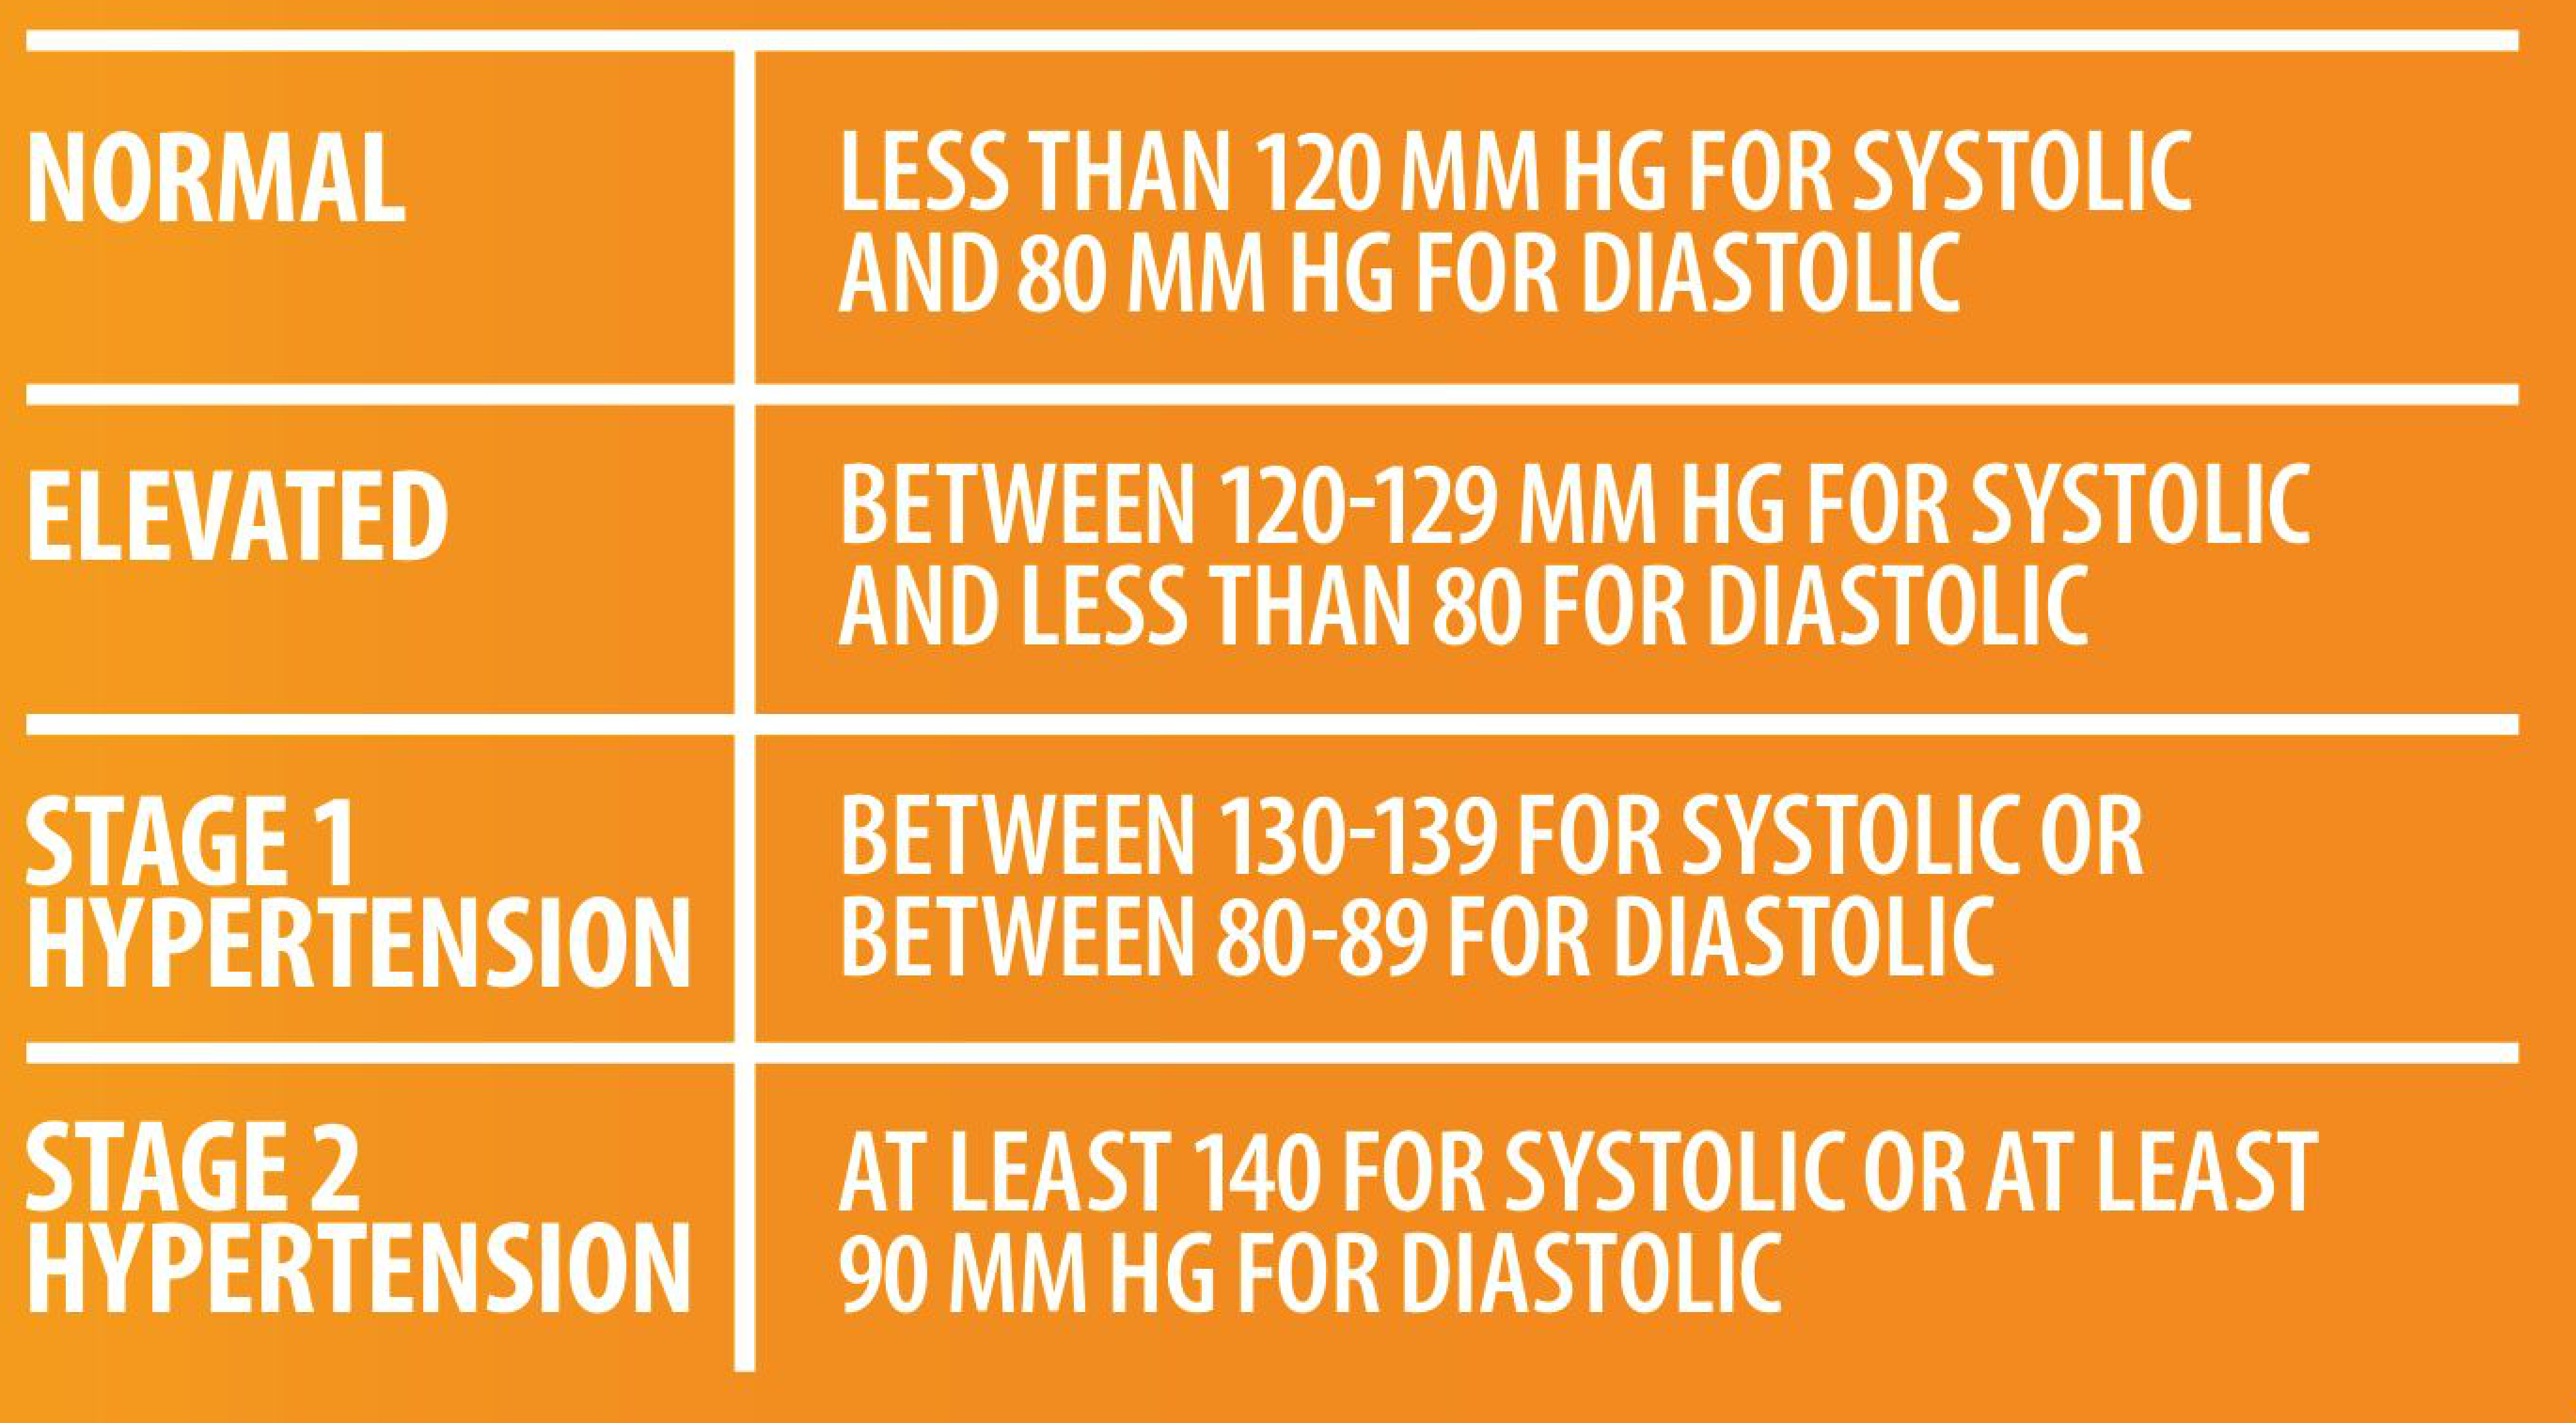 NORMAL
LESS THAN 120 MM HG FOR SYSTOLIC
AND 80 MM HG FOR DIASTOLIC
ELEVATED
BETWEEN 120-129 MM HG FOR SYSTOLIC
AND LESS THAN 80 FOR DIASTOLIC
STAGE 1
HYPERTENSION
BETWEEN 130-139 FOR SYSTOLIC OR
BETWEEN 80-89 FOR DIASTOLIC
STAGE 2
HYPERTENSION
AT LEAST 140 FOR SYSTOLIC OR AT LEAST
90 MM HG FOR DIASTOLIC